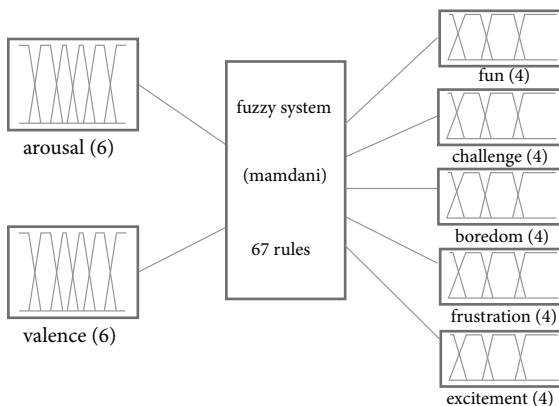 arousal (6)
valence (6)
fuzzy system
(mamdani)
67 rules
fun (4)
challenge (4)
boredom (4)
frustration (4)
excitement (4)